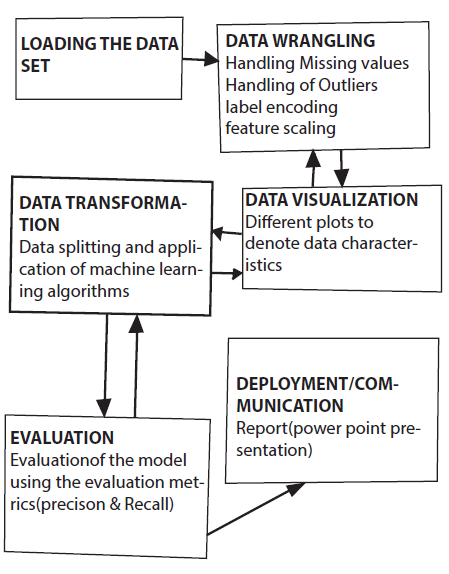 LOADING THE DATA
SET
DATA WRANGLING
Handling Missing values
Handling of Outliers
label encoding
feature scaling
DATA VISUALIZATION
Different plots to
denote data character-
istics
DATA TRANSFORMA-
TION
Data splitting and appli-
cation of machine learn-
ing algorithms
EVALUATION
Evaluationof the model
using the evaluation met-
rics(precison & Recall)
DEPLOYMENT/COM-
MUNICATION
Report(power point pre-
sentation)